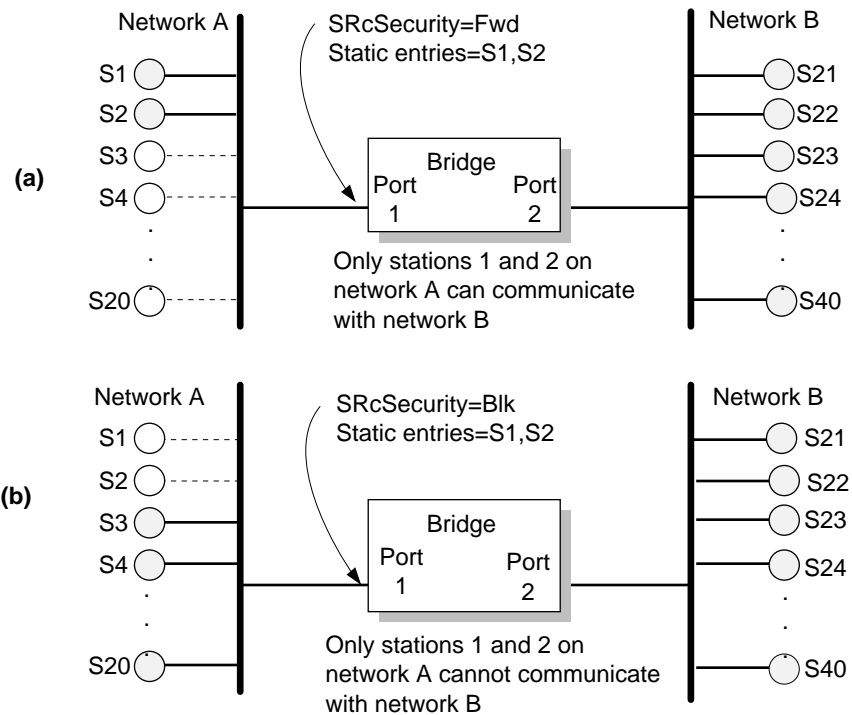 Network A
SRcSecurity=Fwd
Static entries=S1,S2
Network B
S1
S2
S3
S4
.
.
S20
(a)
Bridge
Port
1
Port
2
S21
S22
S23
S24
.
.
S40
Only stations 1 and 2 on
network A can communicate
with network B
Network A
SRcSecurity=Blk
Static entries=S1,S2
Network B
S1
S2
S3
S4
.
.
S20
(b)
Bridge
Port
1
Port
2
S21
S22
S23
S24
.
.
S40
Only stations 1 and 2 on
network A cannot communicate
with network B